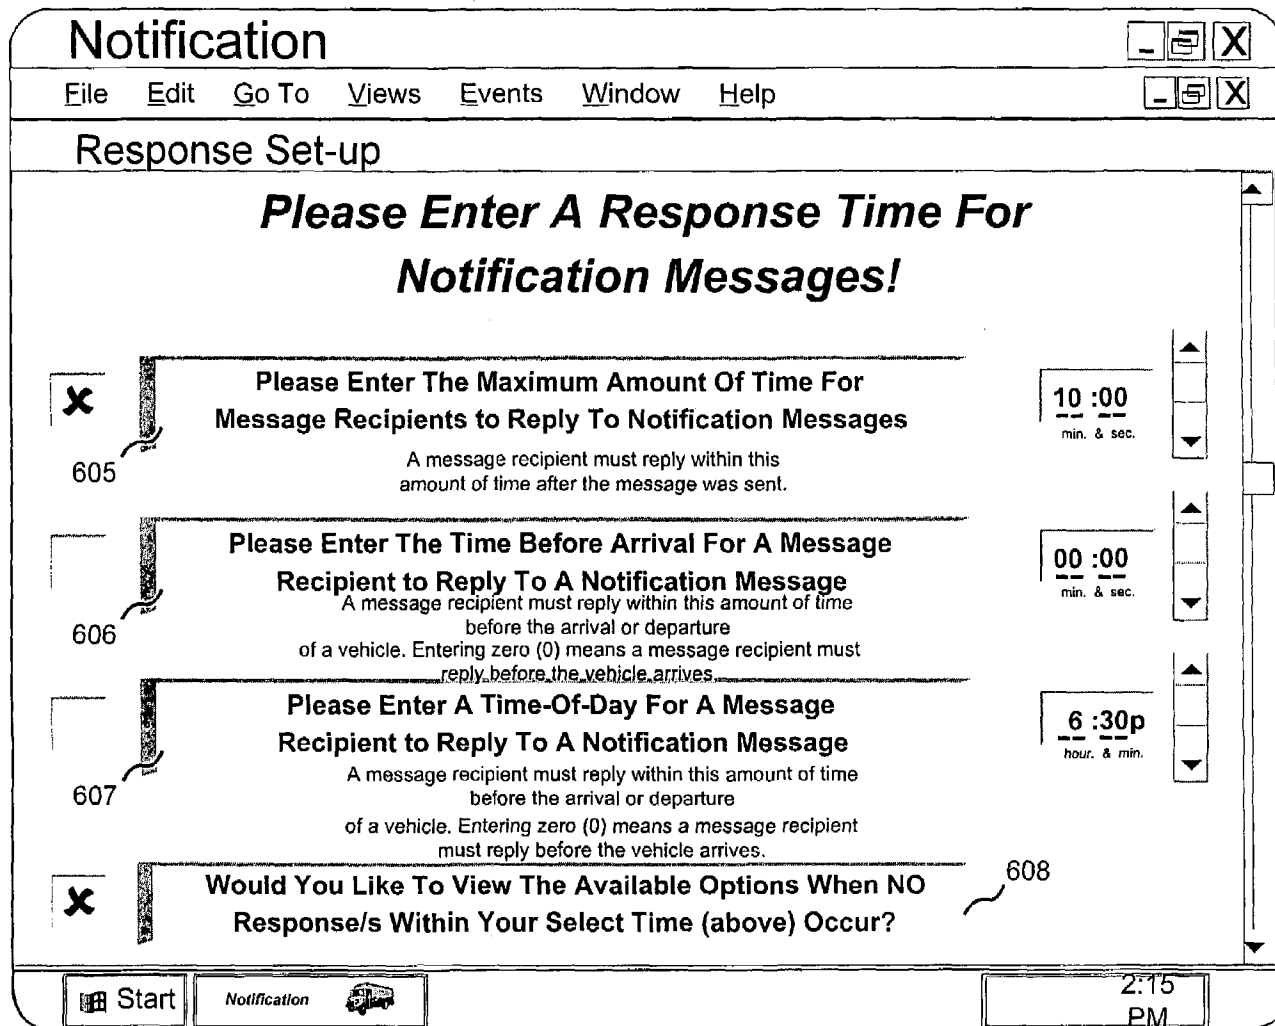 Notification
- X
File Edit Go To Views Events Window Help
- X
Response Set-up
Please Enter A Response Time For
Notification Messages!
Please Enter The Maximum Amount Of Time For
Message Recipients to Reply To Notification Messages
A message recipient must reply within this
amount of time after the message was sent.
10 :00
min. & sec.
605
Please Enter The Time Before Arrival For A Message
Recipient to Reply To A Notification Message
A message recipient must reply within this amount of time
before the arrival or departure
of a vehicle. Entering zero (0) means a message recipient must
reply before the vehicle arrives.
00 :00
min. & sec.
606
Please Enter A Time-Of-Day For A Message
Recipient to Reply To A Notification Message
A message recipient must reply within this amount of time
before the arrival or departure
of a vehicle. Entering zero (0) means a message recipient
must reply before the vehicle arrives.
6 :30p
hour. & min.
607
Would You Like To View The Available Options When NO
Response/s Within Your Select Time (above) Occur?
608
Start
Notification
2:15
PM